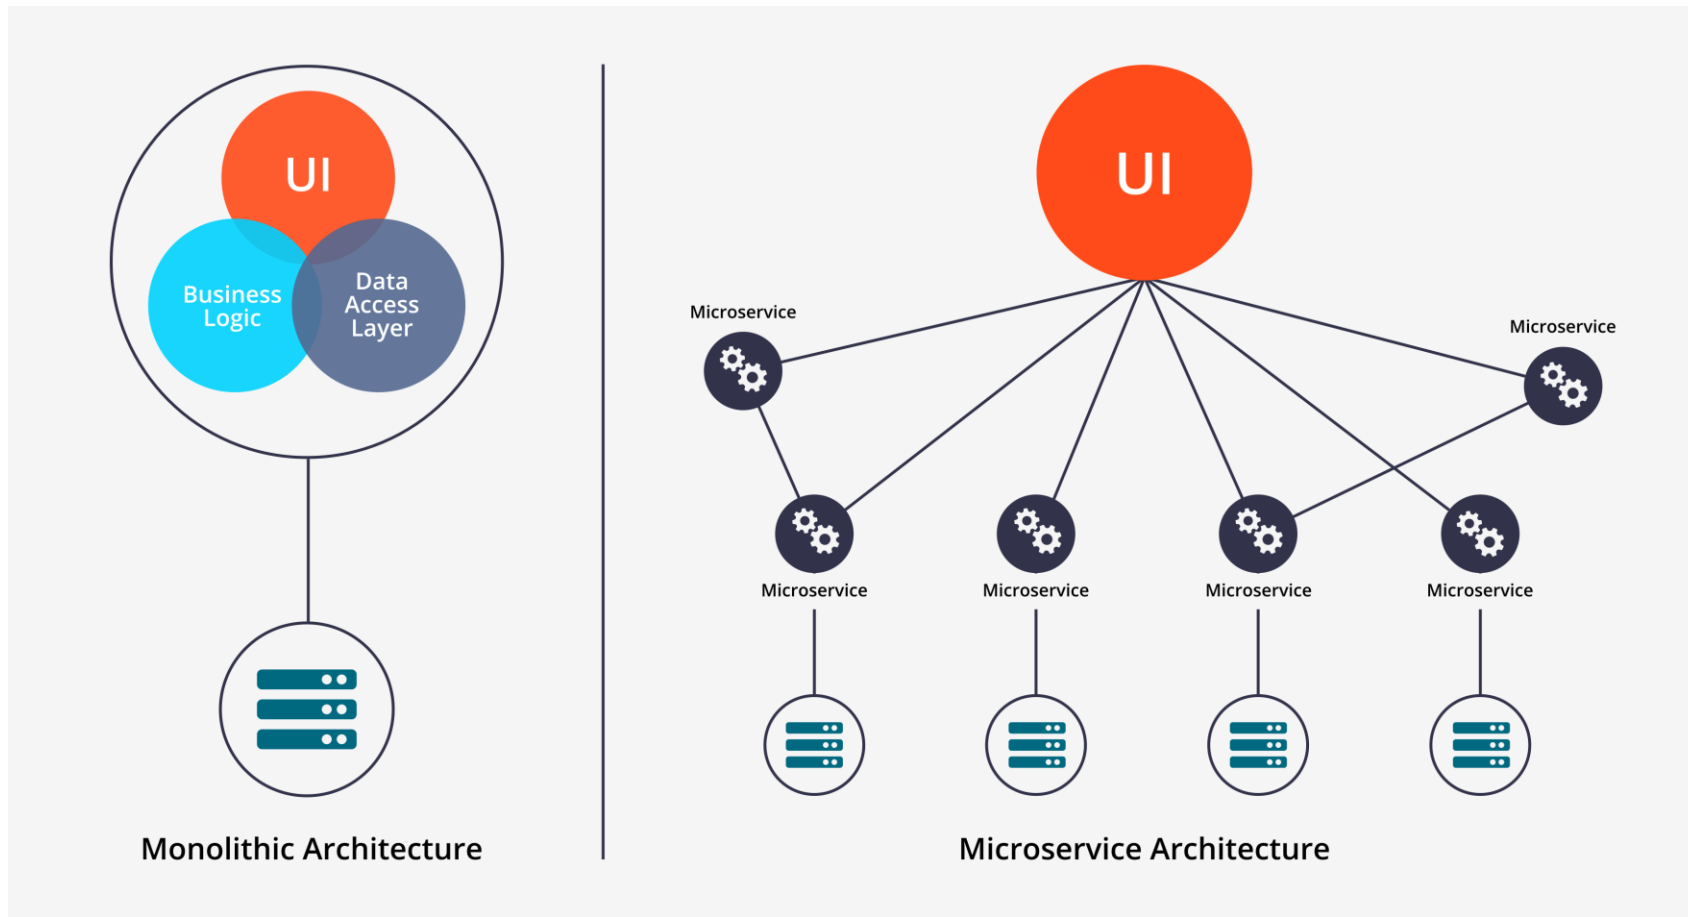 UI
Business
Logic
Data
Access
Layer
Monolithic Architecture
UI
Microservice
Microservice
Microservice
Microservice
Microservice
Microservice
Microservice Architecture